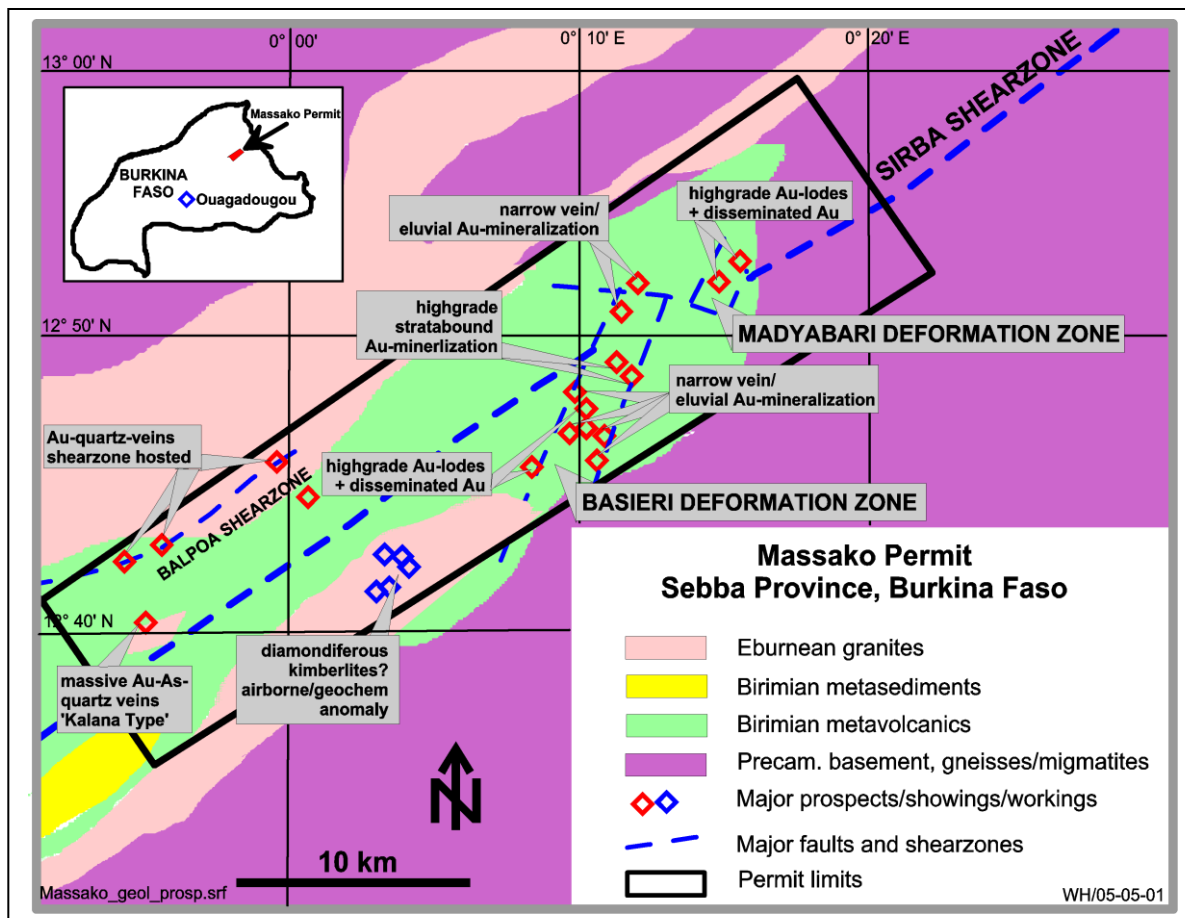 0° 00'
0° 10' E
0° 20' E
13° 00' N
Massako Permit
BURKINA
FASO
Ouagadougou
SIRBA SHEARZONE
narrow vein/
eluvial Au-mineralization
highgrade Au-lodes
+ disseminated Au
highgrade
stratabound
Au-minerlization
12° 50' N
MADYABARI DEFORMATION ZONE
narrow vein/
eluvial Au-mineralization
Au-quartz-veins
shearzone hosted
highgrade Au-lodes
+ disseminated Au
BASIERI DEFORMATION ZONE
BALPOA SHEARZONE
12° 40' N
massive Au-As-
quartz veins
'Kalana Type'
diamondiferous
kimberlites?
airborne/geochem
anomaly
N
10 km
Massako_geol_prosp.srf
Massako Permit
Sebba Province, Burkina Faso
Eburnean granites
Birimian metasediments
Birimian metavolcanics
Precam. basement, gneisses/migmatites
Major prospects/showings/workings
Major faults and shearzones
Permit limits
WH/05-05-01